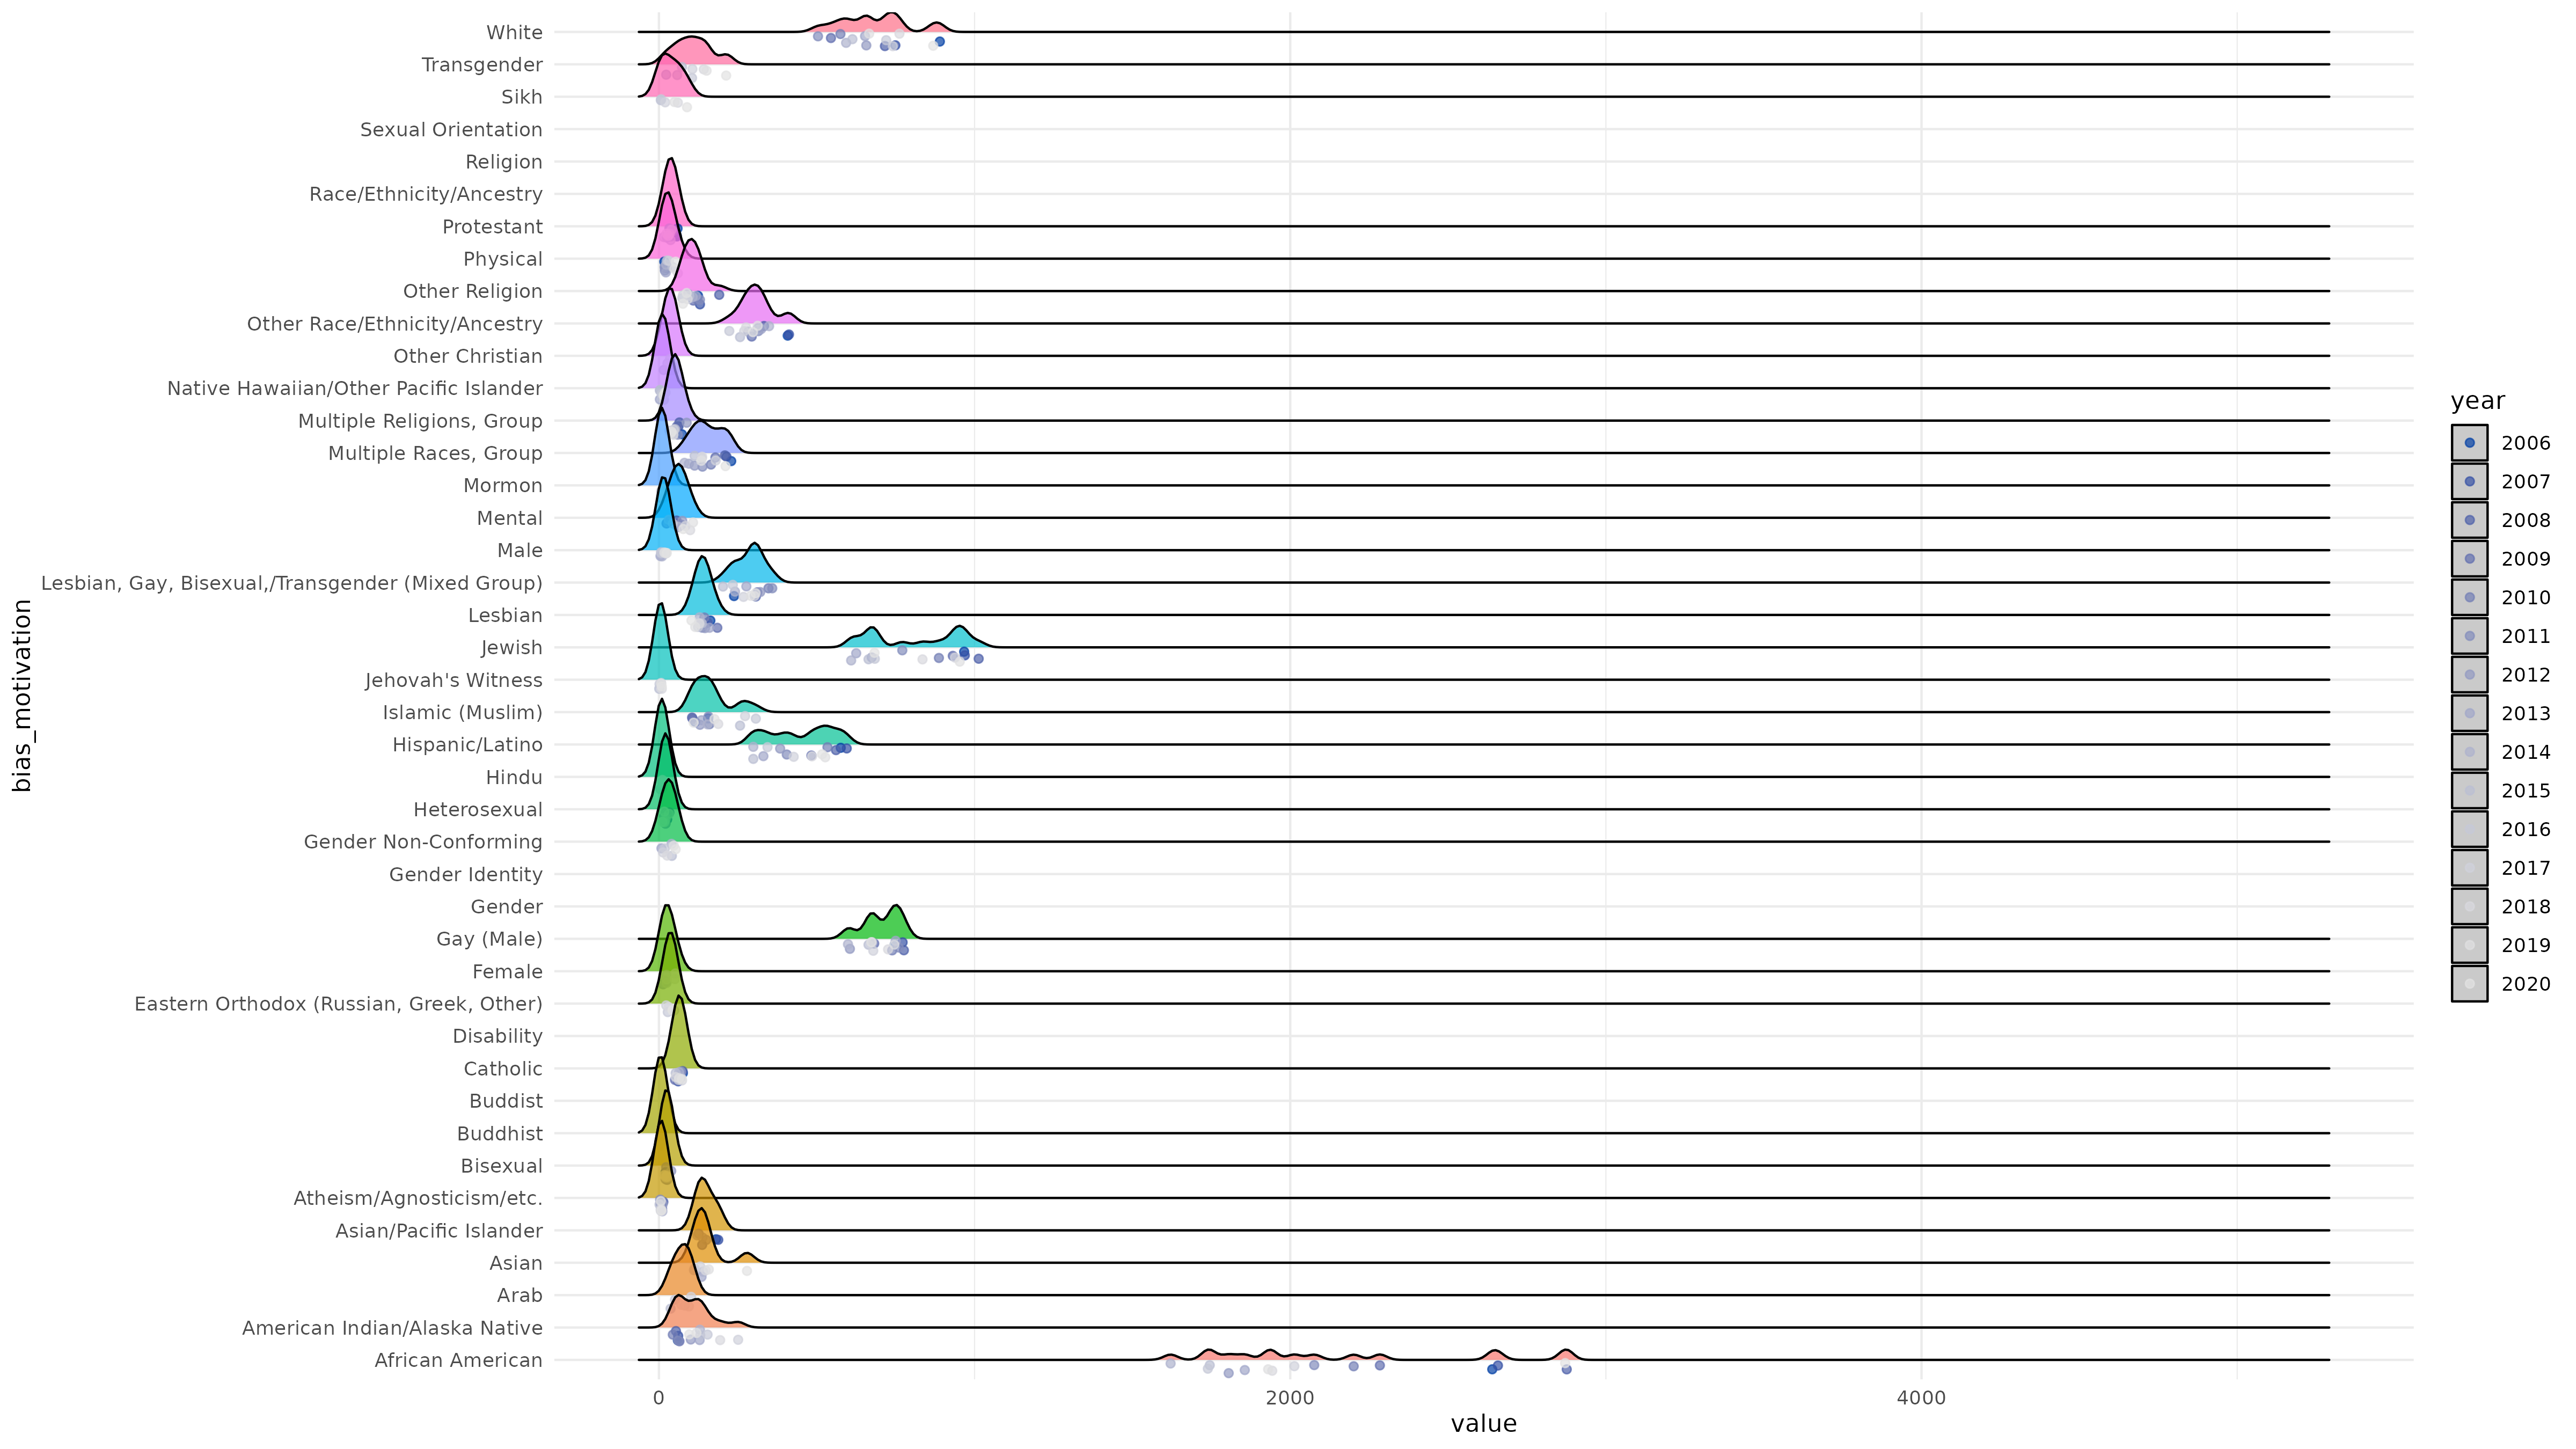 White
Transgender
Sikh
Sexual Orientation
Religion
Race/Ethnicity/Ancestry
Protestant
Physical
Other Religion
Other Race/Ethnicity/Ancestry
Other Christian
Native Hawaiian/Other Pacific Islander
Multiple Religions, Group
Multiple Races, Group
Mormon
Mental
Male
Lesbian, Gay, Bisexual,/Transgender (Mixed Group)
Lesbian
Jewish
Jehovah's Witness
Islamic (Muslim)
Hispanic/Latino
Hindu
Heterosexual
Gender Non-Conforming
Gender Identity
Gender
Gay (Male)
Female
Eastern Orthodox (Russian, Greek, Other)
Disability
Catholic
Buddist
Buddhist
Bisexual
Atheism/Agnosticism/etc.
Asian/Pacific Islander
Asian
Arab
American Indian/Alaska Native
African American
bias_motivation
0 2000 4000
value
year
2006
2007
2008
2009
2010
2011
2012
2013
2014
2015
2016
2017
2018
2019
2020